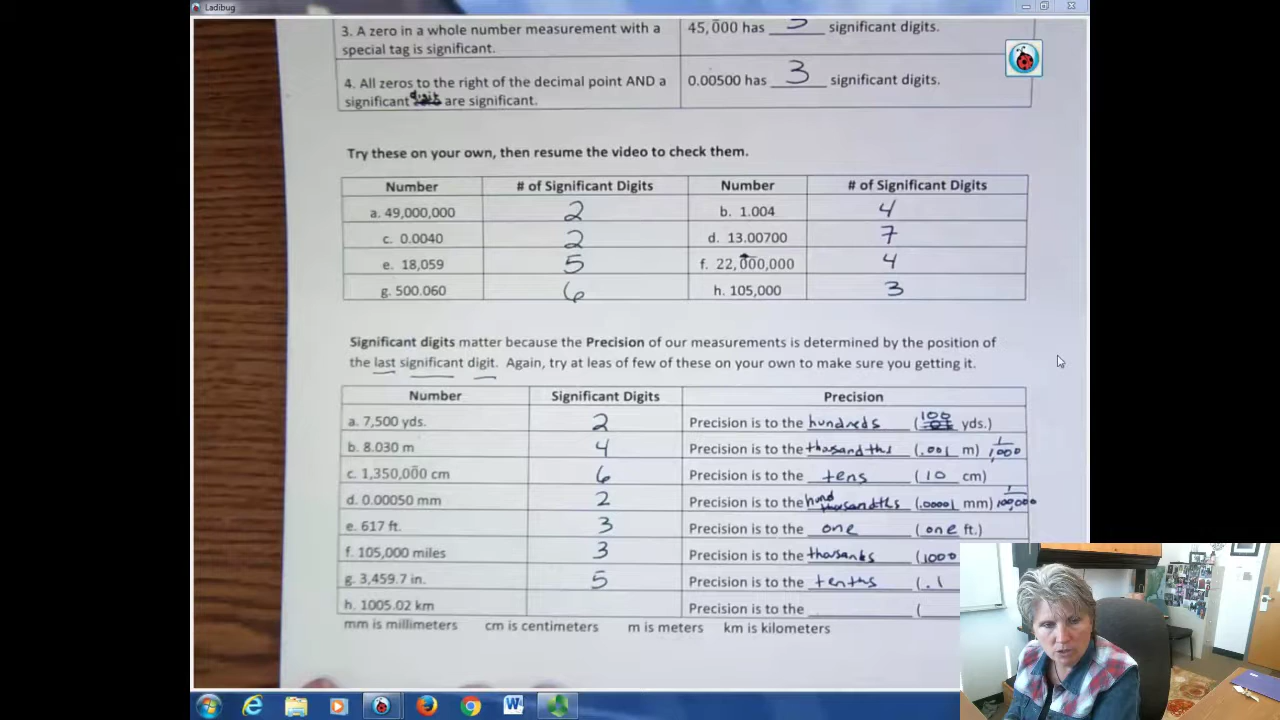 Ladibug
3. A zero in a whole number measurement with a special tag is significant. 45,0̄00 has 3 significant digits.
4. All zeros to the right of the decimal point AND a significant digit are significant. 0.00500 has 3 significant digits.
Try these on your own, then resume the video to check them.
Number # of Significant Digits Number # of Significant Digits
a. 49,000,000 2 b. 1.004 4
c. 0.0040 2 d. 13.00700 7
e. 18,059 5 f. 22,0̄0̄0,000 4
g. 500.060 6 h. 105,000 3
Significant digits matter because the Precision of our measurements is determined by the position of
the last significant digit. Again, try at leas of few of these on your own to make sure you getting it.
Number Significant Digits Precision
a. 7,500 yds. 2 Precision is to the hundreds (100 yds.)
b. 8.030 m 4 Precision is to the thousandths (.001 m) 1/1,000
c. 1,350,00̄0 cm 6 Precision is to the tens (10 cm)
d. 0.00050 mm 2 Precision is to the hund thousandths (.00001 mm) 1/100,000
e. 617 ft. 3 Precision is to the one (one ft.)
f. 105,000 miles 3 Precision is to the thousanks (1000
g. 3,459.7 in. 5 Precision is to the tenths (.1
h. 1005.02 km Precision is to the (
mm is millimeters cm is centimeters m is meters km is kilometers